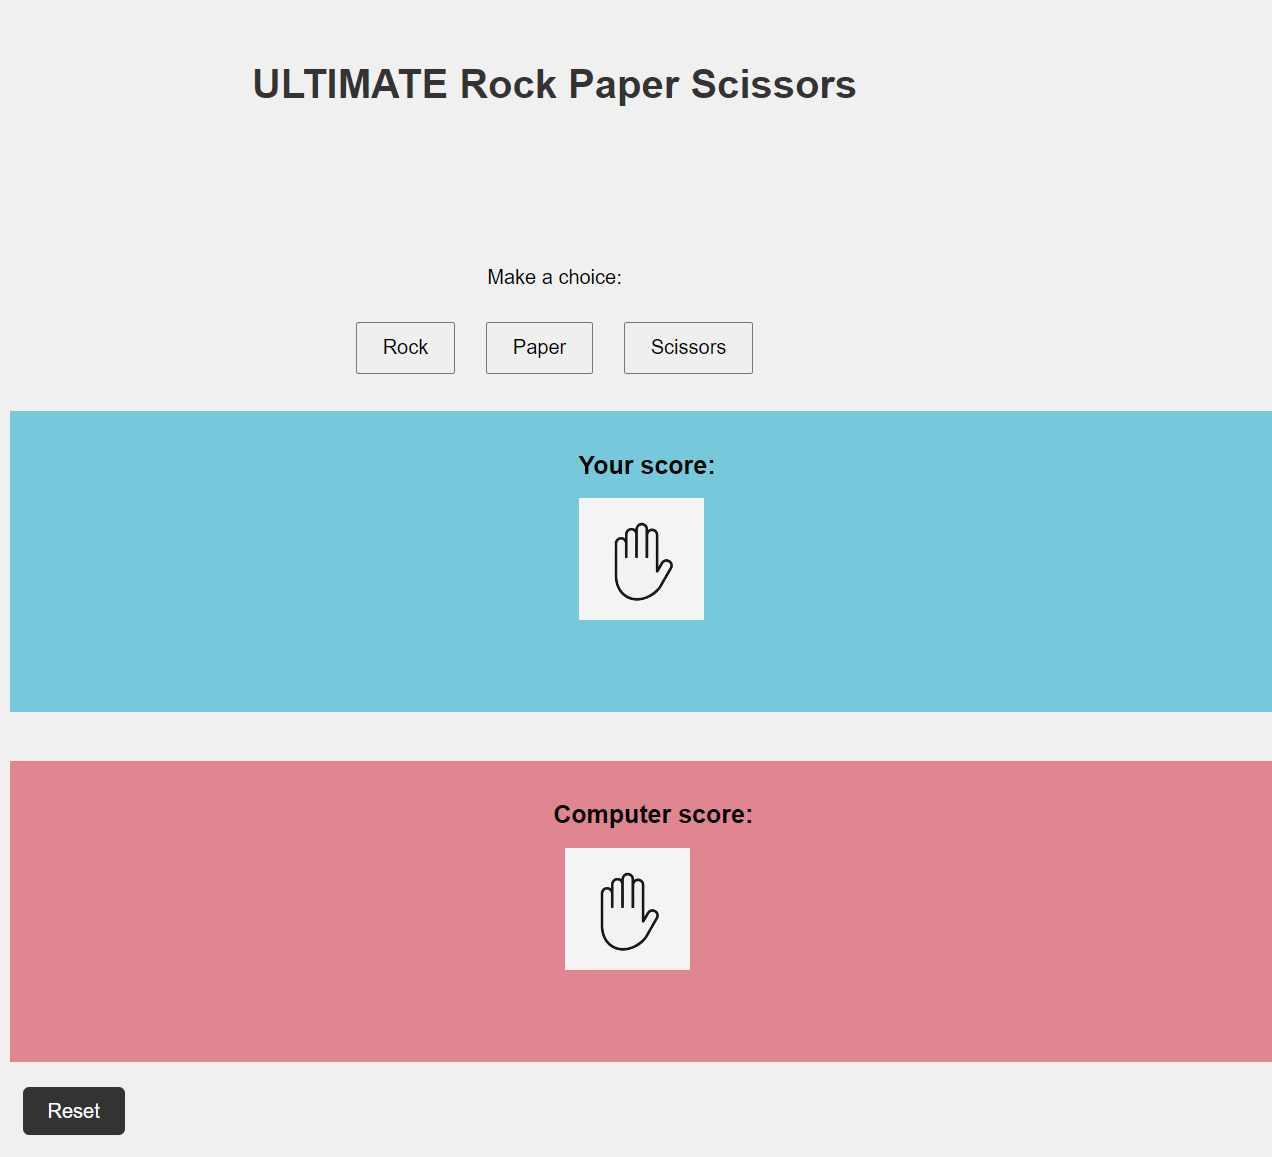 ULTIMATE Rock Paper Scissors
Make a choice:
Rock Paper Scissors
Your score:
Computer score:
Reset